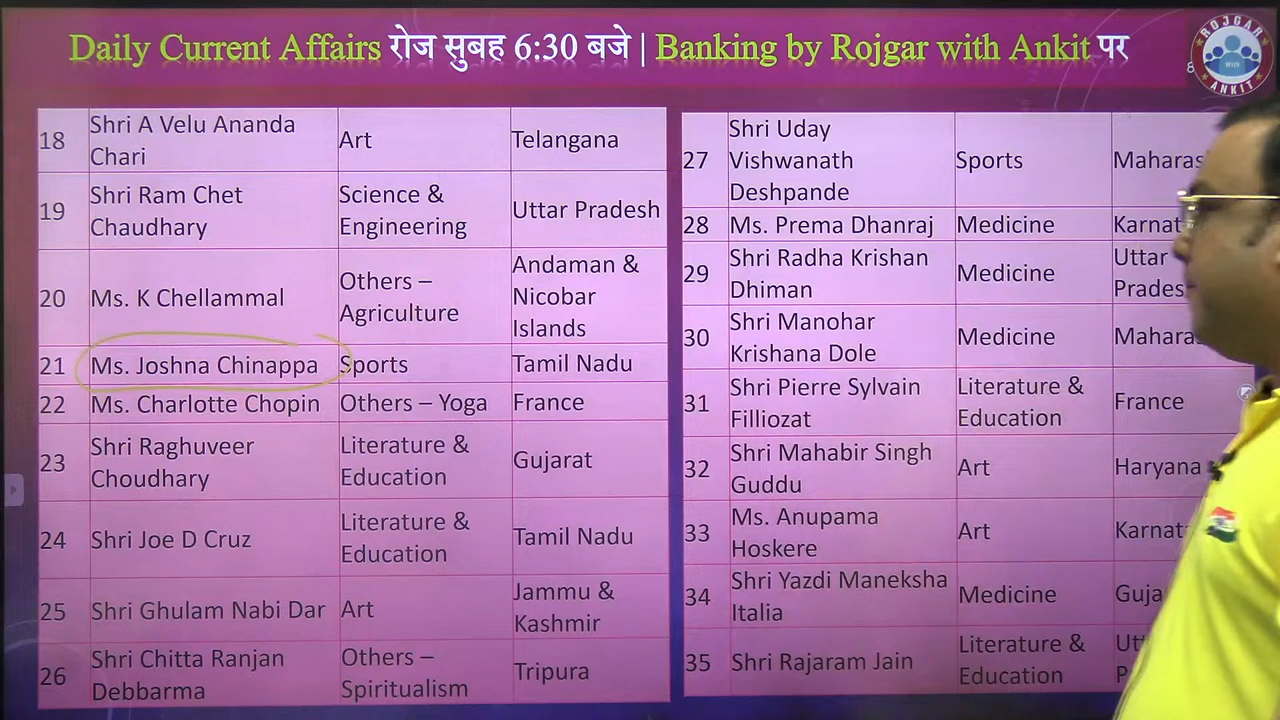 Daily Current Affairs रोज सुबह 6:30 बजे | Banking by Rojgar with Ankit पर
ROJGAR
With
ANKIT
8
18
Shri A Velu Ananda
Chari
Art
Telangana
19
Shri Ram Chet
Chaudhary
Science &
Engineering
Uttar Pradesh
20
Ms. K Chellammal
Others –
Agriculture
Andaman &
Nicobar
Islands
21
Ms. Joshna Chinappa
Sports
Tamil Nadu
22
Ms. Charlotte Chopin
Others – Yoga
France
23
Shri Raghuveer
Choudhary
Literature &
Education
Gujarat
24
Shri Joe D Cruz
Literature &
Education
Tamil Nadu
25
Shri Ghulam Nabi Dar
Art
Jammu &
Kashmir
26
Shri Chitta Ranjan
Debbarma
Others –
Spiritualism
Tripura
27
Shri Uday
Vishwanath
Deshpande
Sports
Maharas
28
Ms. Prema Dhanraj
Medicine
Karnat
29
Shri Radha Krishan
Dhiman
Medicine
Uttar
Prades
30
Shri Manohar
Krishana Dole
Medicine
Maharas
31
Shri Pierre Sylvain
Filliozat
Literature &
Education
France
32
Shri Mahabir Singh
Guddu
Art
Haryana
33
Ms. Anupama
Hoskere
Art
Karnat
34
Shri Yazdi Maneksha
Italia
Medicine
Guja
35
Shri Rajaram Jain
Literature &
Education
Utt
P